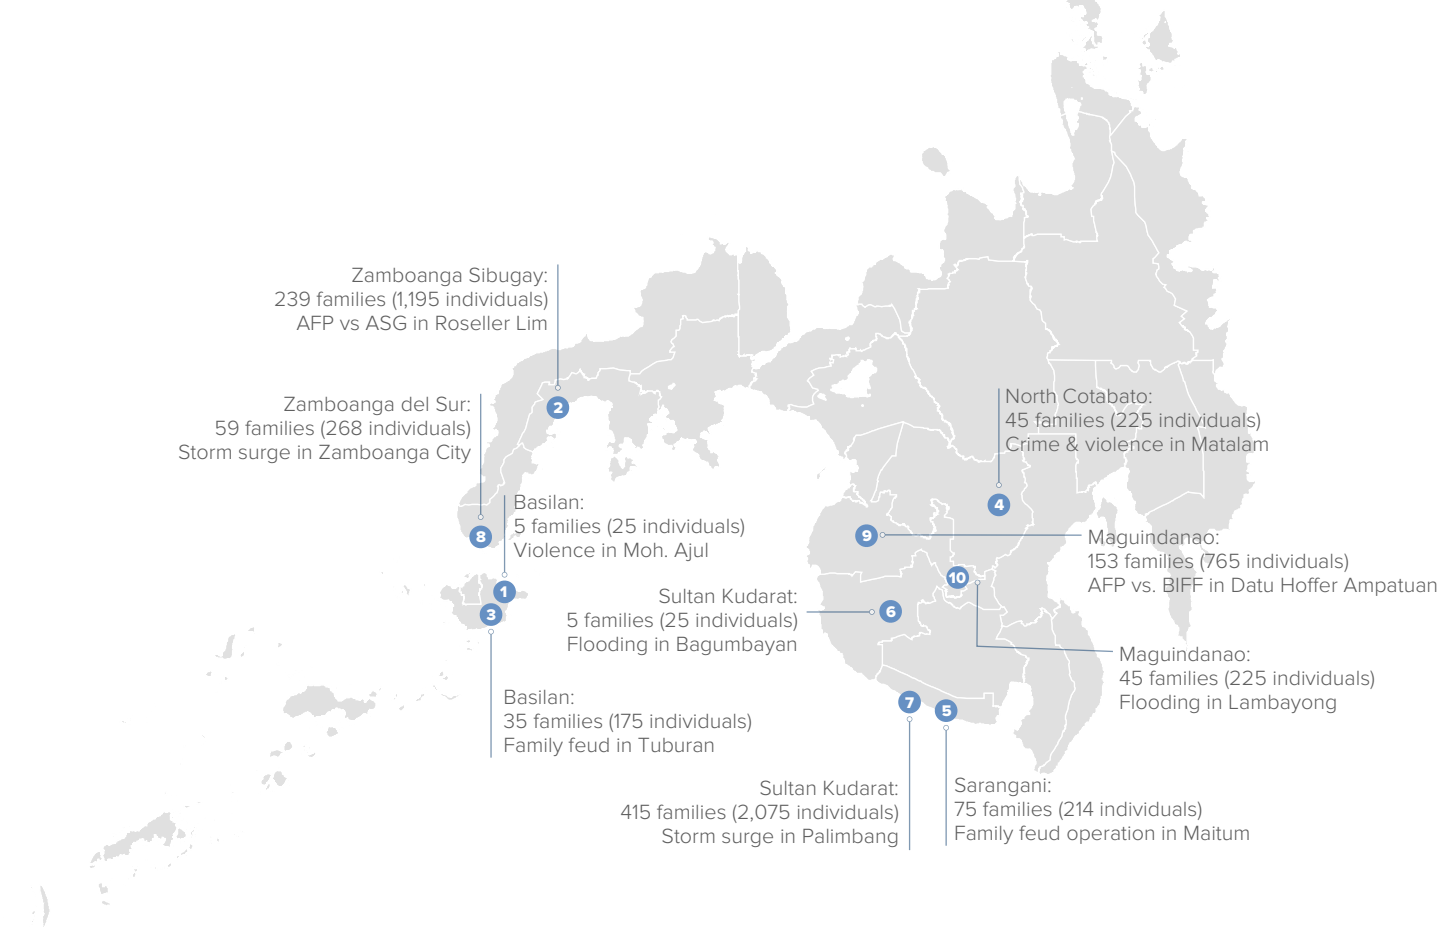 Zamboanga Sibugay:
239 families (1,195 individuals)
AFP vs ASG in Roseller Lim
2
Zamboanga del Sur:
59 families (268 individuals)
Storm surge in Zamboanga City
8
North Cotabato:
45 families (225 individuals)
Crime & violence in Matalam
4
Basilan:
5 families (25 individuals)
Violence in Moh. Ajul
1
9
Maguindanao:
153 families (765 individuals)
AFP vs. BIFF in Datu Hoffer Ampatuan
10
3
Sultan Kudarat:
5 families (25 individuals)
Flooding in Bagumbayan
6
Maguindanao:
45 families (225 individuals)
Flooding in Lambayong
Basilan:
35 families (175 individuals)
Family feud in Tuburan
7
5
Sultan Kudarat:
415 families (2,075 individuals)
Storm surge in Palimbang
Sarangani:
75 families (214 individuals)
Family feud operation in Maitum